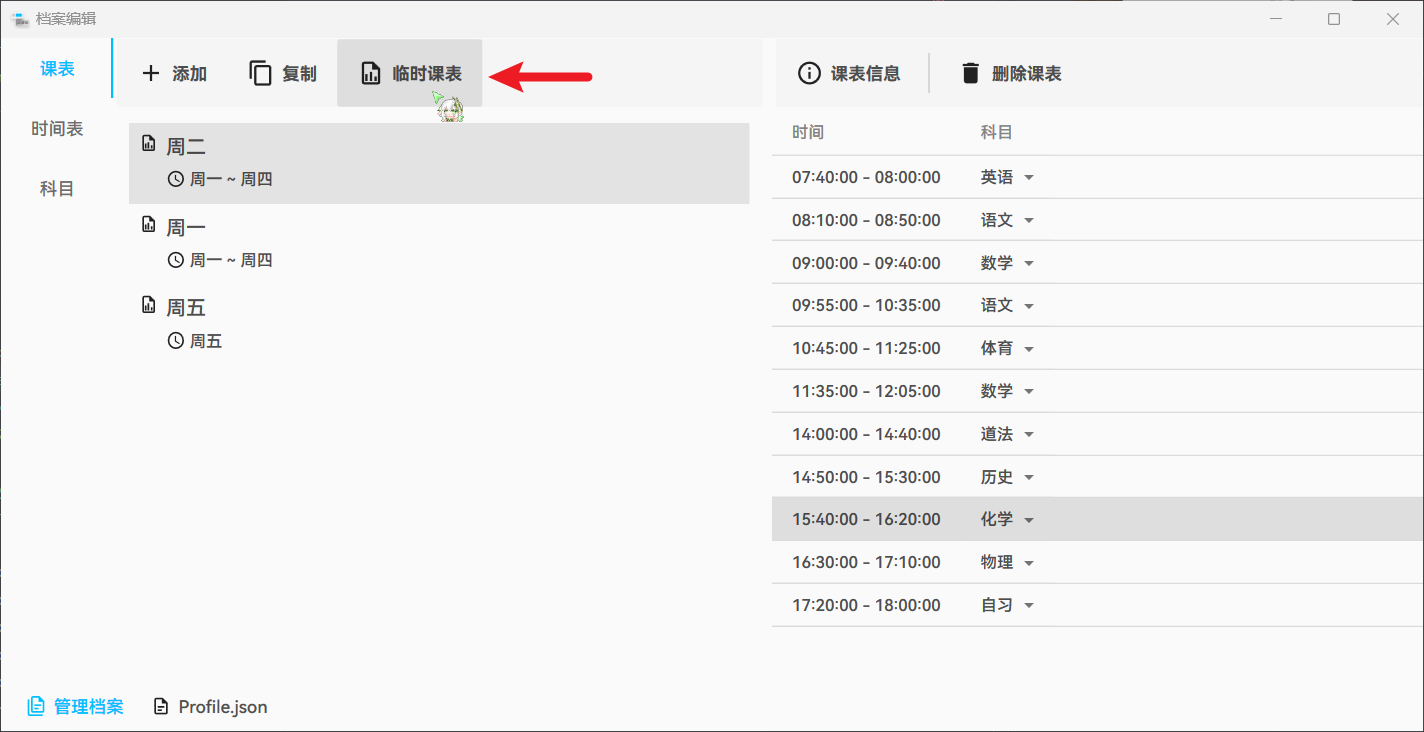 档案编辑
课表
时间表
科目
添加 复制 临时课表
周二
周一 ~ 周四
周一
周一 ~ 周四
周五
周五
课表信息 删除课表
时间 科目
07:40:00 - 08:00:00 英语
08:10:00 - 08:50:00 语文
09:00:00 - 09:40:00 数学
09:55:00 - 10:35:00 语文
10:45:00 - 11:25:00 体育
11:35:00 - 12:05:00 数学
14:00:00 - 14:40:00 道法
14:50:00 - 15:30:00 历史
15:40:00 - 16:20:00 化学
16:30:00 - 17:10:00 物理
17:20:00 - 18:00:00 自习
管理档案 Profile.json